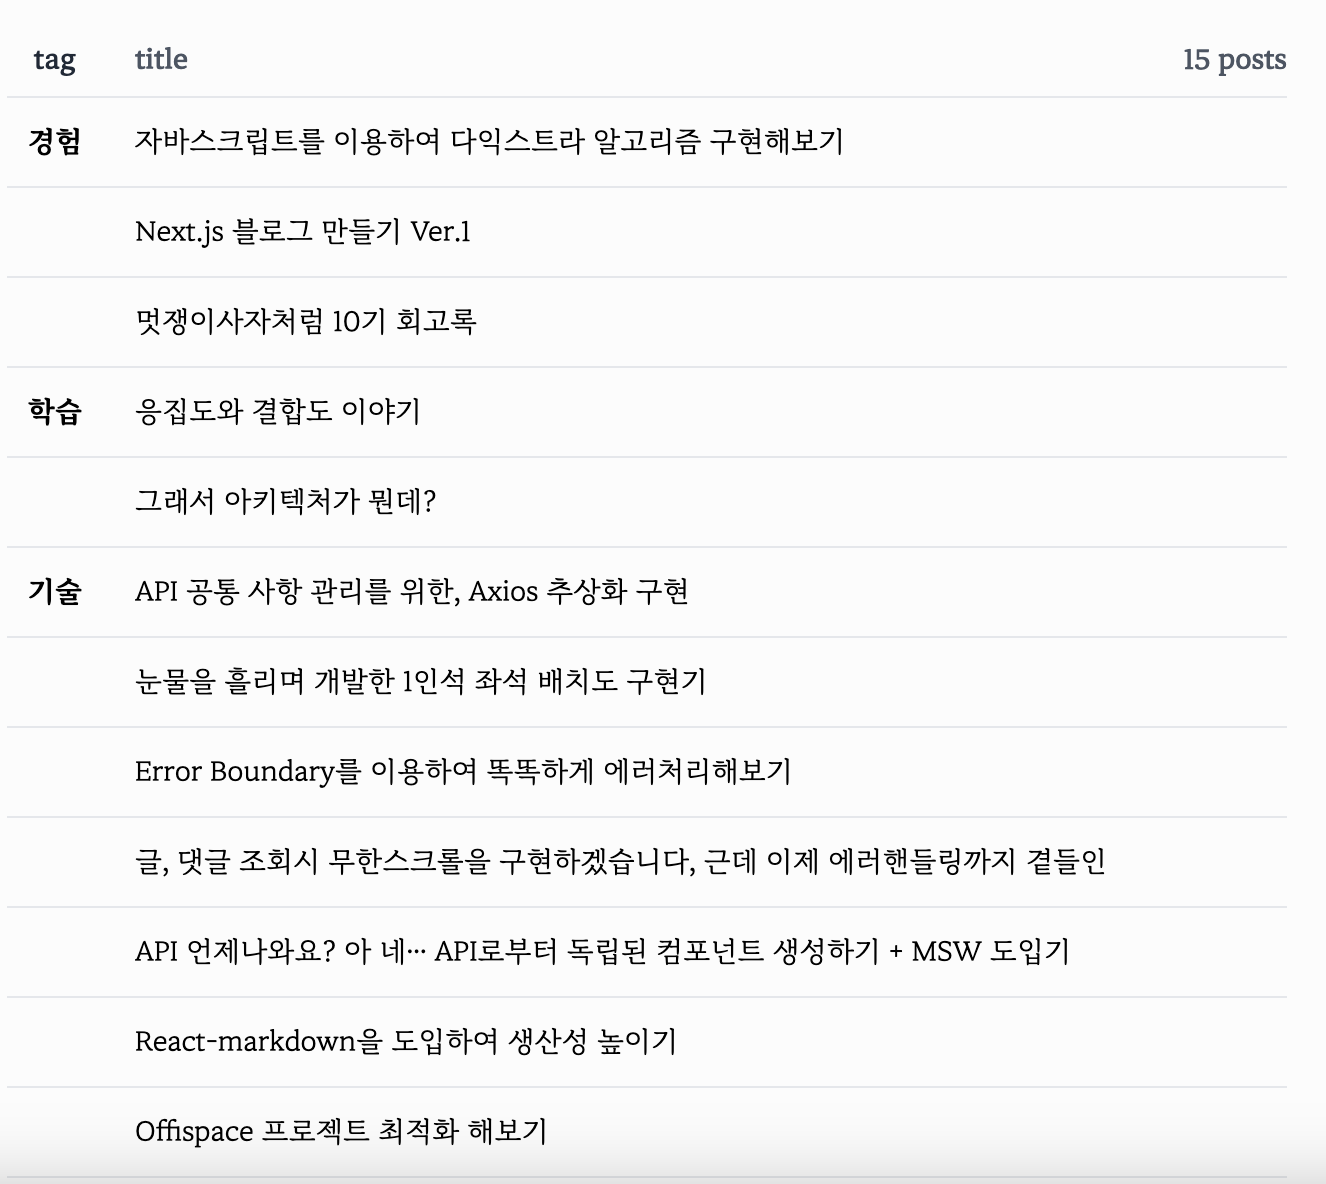 tag title 15 posts
경험 자바스크립트를 이용하여 다익스트라 알고리즘 구현해보기
Next.js 블로그 만들기 Ver.1
멋쟁이사자처럼 10기 회고록
학습 응집도와 결합도 이야기
그래서 아키텍처가 뭔데?
기술 API 공통 사항 관리를 위한, Axios 추상화 구현
눈물을 흘리며 개발한 1인석 좌석 배치도 구현기
Error Boundary를 이용하여 똑똑하게 에러처리해보기
글, 댓글 조회시 무한스크롤을 구현하겠습니다, 근데 이제 에러핸들링까지 곁들인
API 언제나와요? 아 네… API로부터 독립된 컴포넌트 생성하기 + MSW 도입기
React-markdown을 도입하여 생산성 높이기
Offispace 프로젝트 최적화 해보기